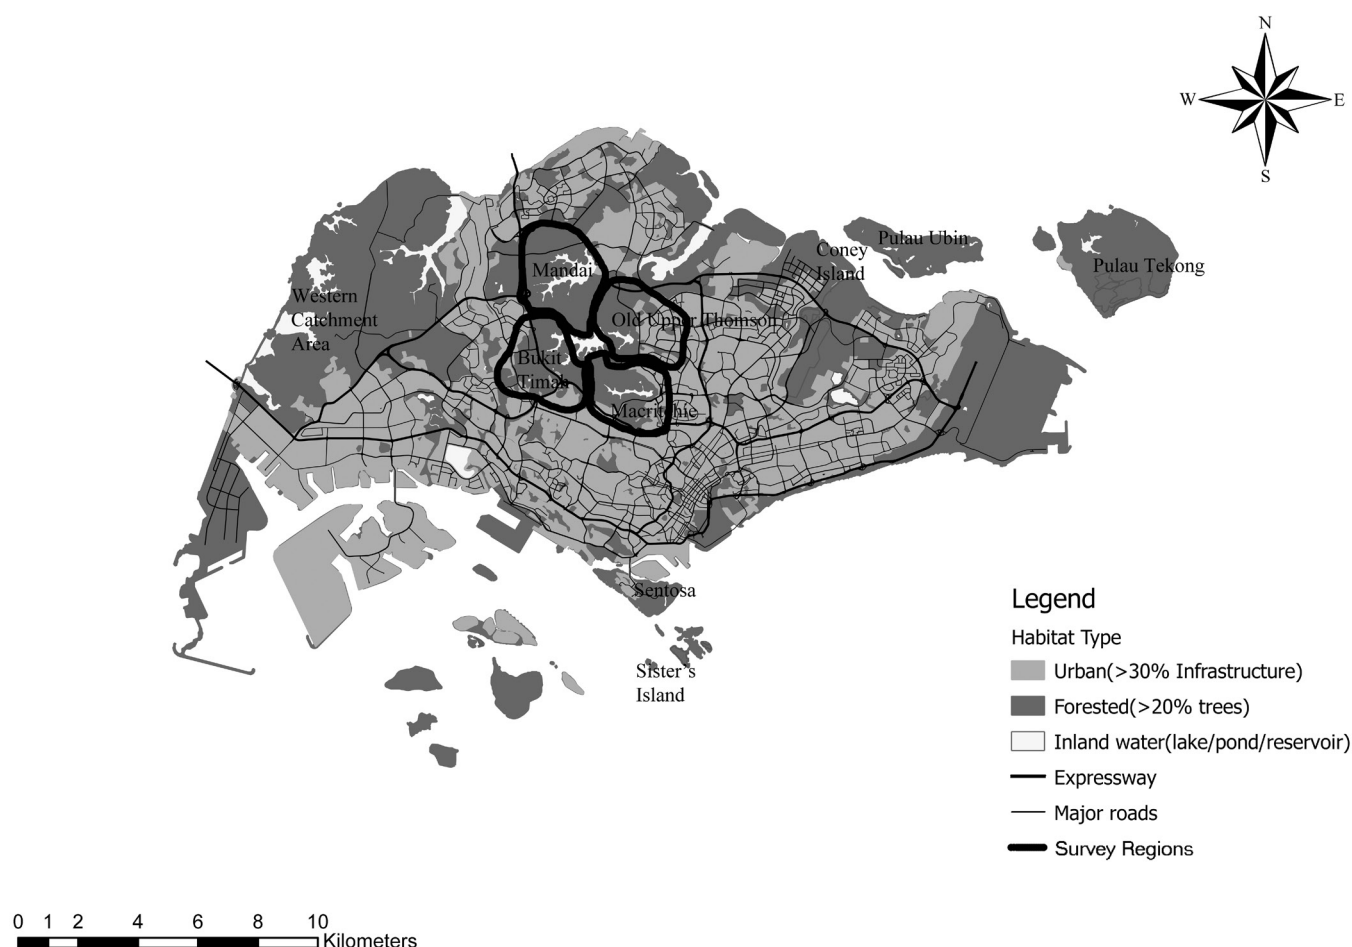 N
W E
S
Coney
Island
Pulau Ubin
Pulau Tekong
Mandai
Western
Catchment
Area
Old Upper Thomson
Bukit
Timah
Macritchie
Sentosa
Sister's
Island
Legend
Habitat Type
Urban(>30% Infrastructure)
Forested(>20% trees)
Inland water(lake/pond/reservoir)
Expressway
Major roads
Survey Regions
0 1 2 4 6 8 10
Kilometers